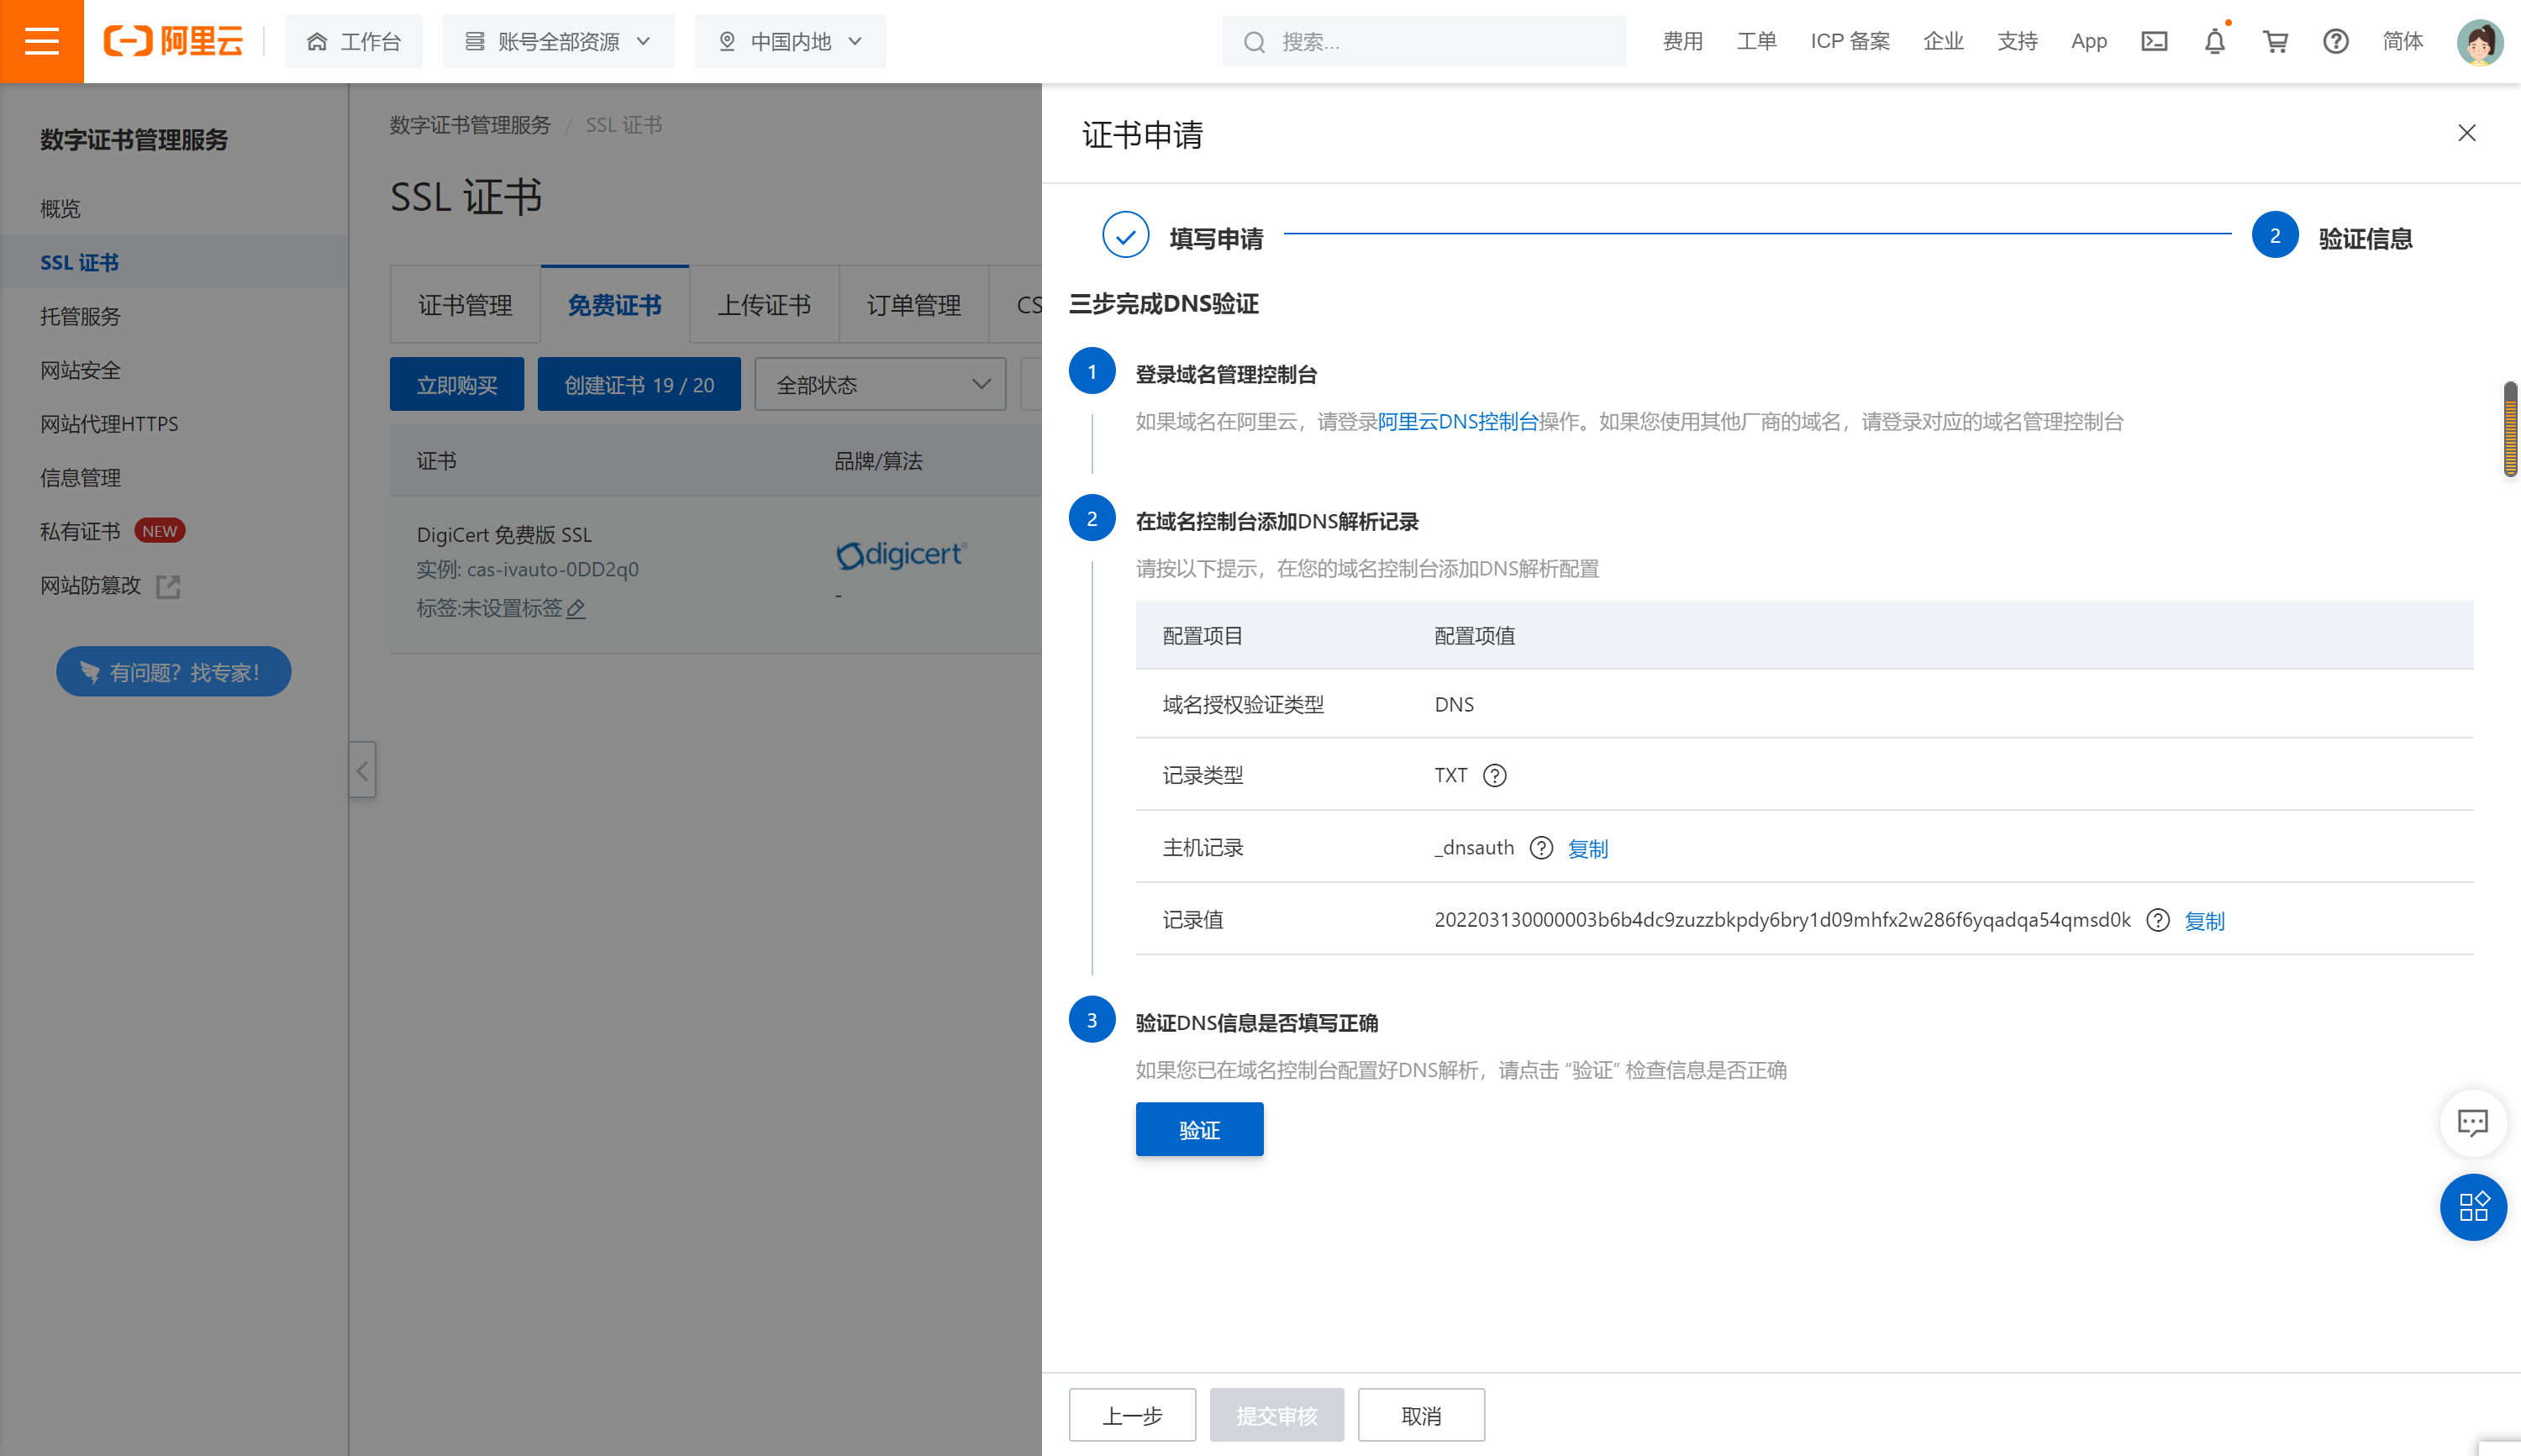 阿里云
工作台
账号全部资源
中国内地
搜索...
费用
工单
ICP 备案
企业
支持
App
简体
数字证书管理服务
概览
SSL 证书
托管服务
网站安全
网站代理HTTPS
信息管理
私有证书 NEW
网站防篡改
有问题？找专家！
数字证书管理服务 / SSL 证书
SSL 证书
证书管理
免费证书
上传证书
订单管理
CS
立即购买
创建证书 19 / 20
全部状态
证书
品牌/算法
DigiCert 免费版 SSL
实例: cas-ivauto-0DD2q0
标签:未设置标签
digicert®
-
证书申请
填写申请
2 验证信息
三步完成DNS验证
1 登录域名管理控制台
如果域名在阿里云，请登录阿里云DNS控制台操作。如果您使用其他厂商的域名，请登录对应的域名管理控制台
2 在域名控制台添加DNS解析记录
请按以下提示，在您的域名控制台添加DNS解析配置
配置项目 配置项值
域名授权验证类型 DNS
记录类型 TXT
主机记录 _dnsauth 复制
记录值 202203130000003b6b4dc9zuzzbkpdy6bry1d09mhfx2w286f6yqadqa54qmsd0k 复制
3 验证DNS信息是否填写正确
如果您已在域名控制台配置好DNS解析，请点击 “验证” 检查信息是否正确
验证
上一步
提交审核
取消